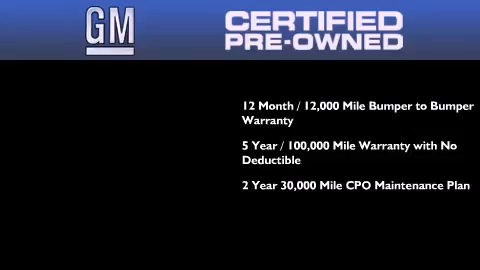 GM
CERTIFIED
PRE-OWNED
12 Month / 12,000 Mile Bumper to Bumper
Warranty
5 Year / 100,000 Mile Warranty with No
Deductible
2 Year 30,000 Mile CPO Maintenance Plan